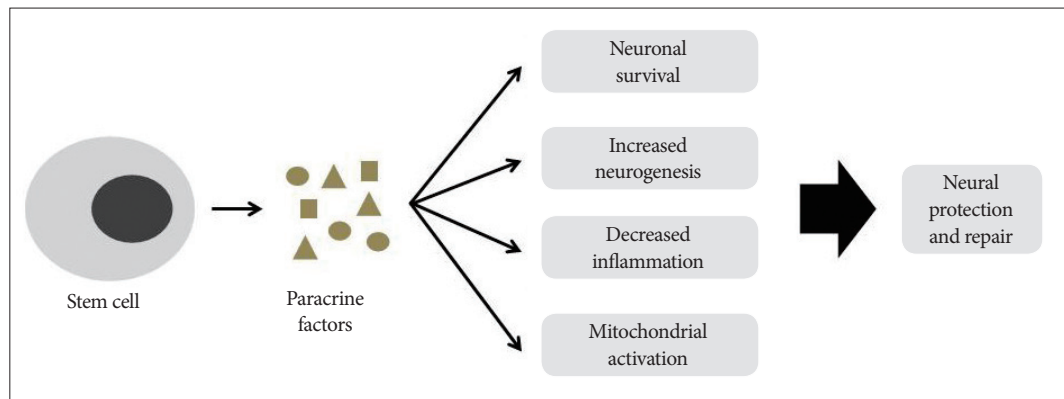 Stem cell
Paracrine
factors
Neuronal
survival
Increased
neurogenesis
Decreased
inflammation
Mitochondrial
activation
Neural
protection
and repair